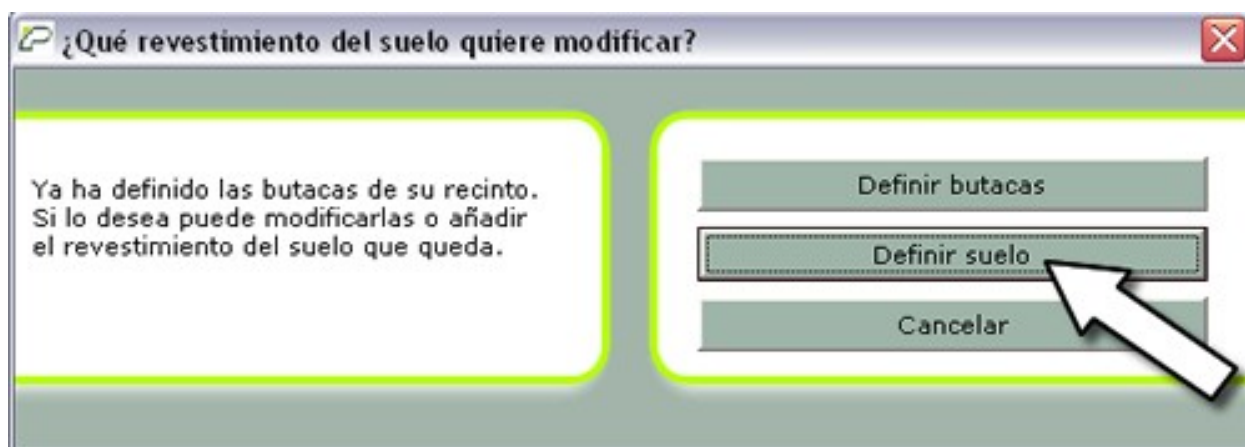 ¿Qué revestimiento del suelo quiere modificar?
Ya ha definido las butacas de su recinto.
Si lo desea puede modificarlas o añadir
el revestimiento del suelo que queda.
Definir butacas
Definir suelo
Cancelar